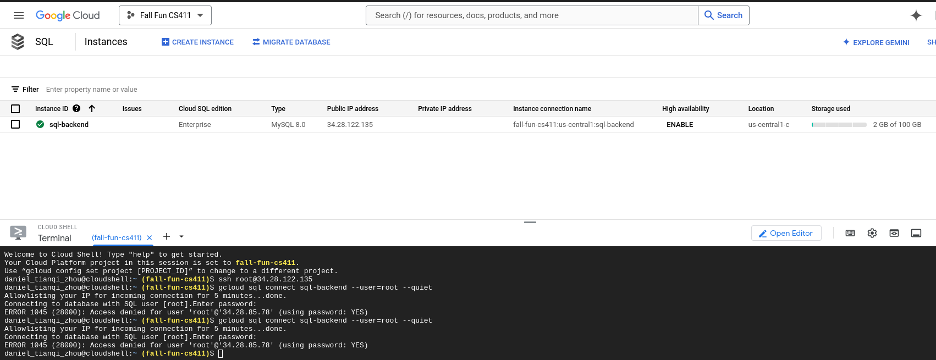 Google Cloud Fall Fun CS411 Search (/) for resources, docs, products, and more Search
SQL Instances CREATE INSTANCE MIGRATE DATABASE EXPLORE GEMINI SH
Filter Enter property name or value
Instance ID Issues Cloud SQL edition Type Public IP address Private IP address Instance connection name High availability Location Storage used
sql-backend Enterprise MySQL 8.0 34.28.122.135 fall-fun-cs411:us-central1:sql-backend ENABLE us-central1-c 2 GB of 100 GB
CLOUD SHELL
Terminal (fall-fun-cs411) Open Editor
Welcome to Cloud Shell! Type "help" to get started.
Your Cloud Platform project in this session is set to fall-fun-cs411.
Use “gcloud config set project [PROJECT_ID]” to change to a different project.
daniel_tianqi_zhou@cloudshell:~ (fall-fun-cs411)$ ssh root@34.28.122.135
daniel_tianqi_zhou@cloudshell:~ (fall-fun-cs411)$ gcloud sql connect sql-backend --user=root --quiet
Allowlisting your IP for incoming connection for 5 minutes...done.
Connecting to database with SQL user [root].Enter password:
ERROR 1045 (28000): Access denied for user 'root'@'34.28.85.78' (using password: YES)
daniel_tianqi_zhou@cloudshell:~ (fall-fun-cs411)$ gcloud sql connect sql-backend --user=root --quiet
Allowlisting your IP for incoming connection for 5 minutes...done.
Connecting to database with SQL user [root].Enter password:
ERROR 1045 (28000): Access denied for user 'root'@'34.28.85.78' (using password: YES)
daniel_tianqi_zhou@cloudshell:~ (fall-fun-cs411)$